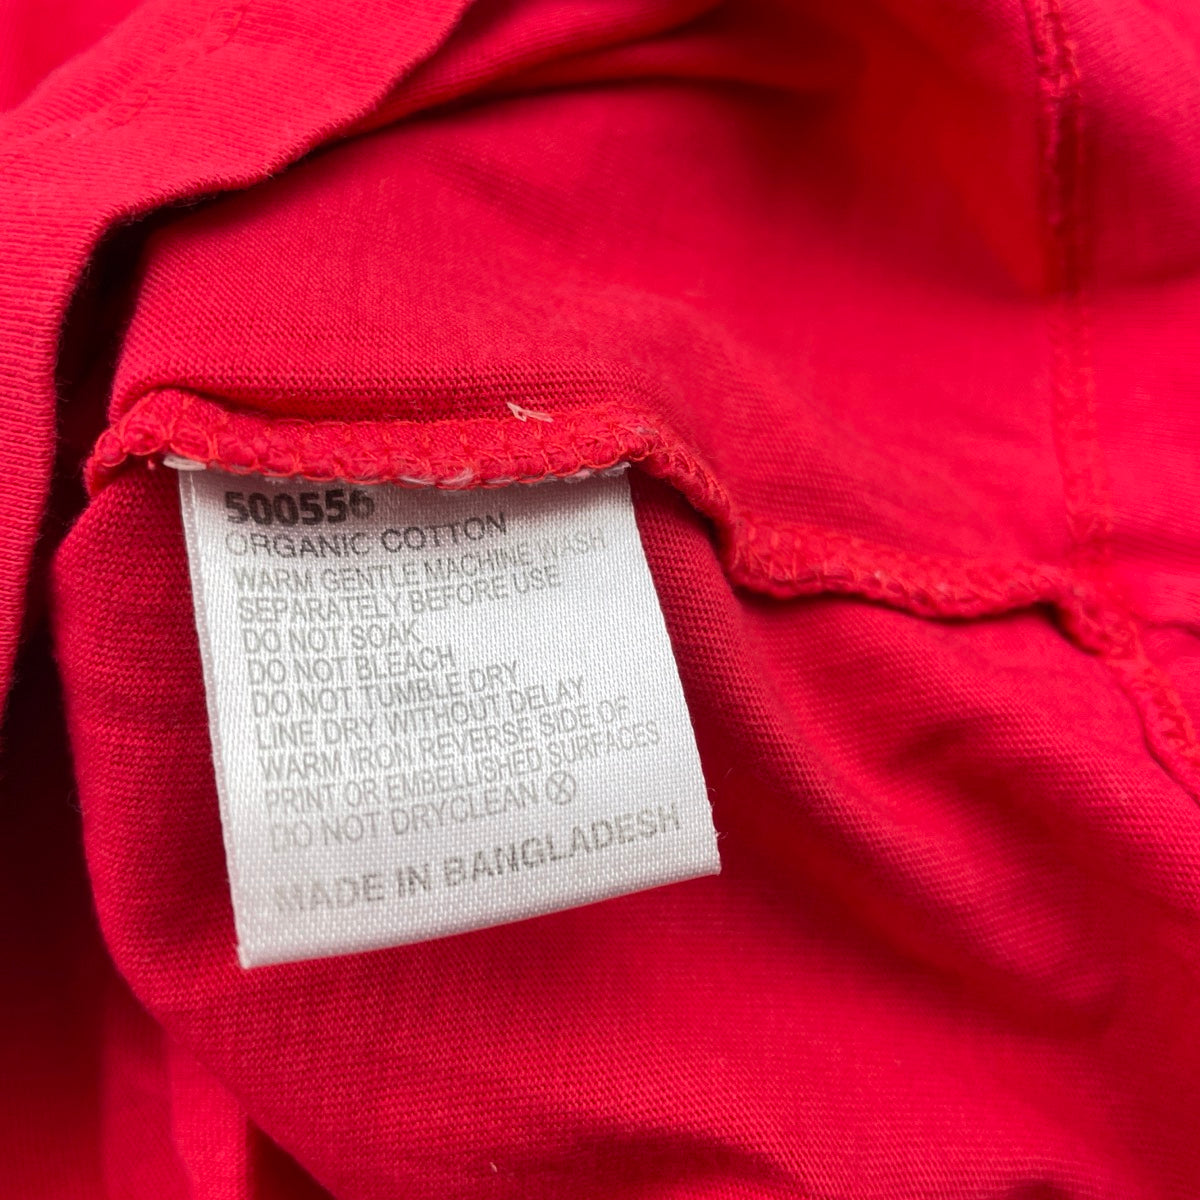 500556
ORGANIC COTTON
WARM GENTLE MACHINE WASH
SEPARATELY BEFORE USE
DO NOT SOAK
DO NOT BLEACH
DO NOT TUMBLE DRY
LINE DRY WITHOUT DELAY
WARM IRON REVERSE SIDE OF
PRINT OR EMBELLISHED SURFACES
DO NOT DRYCLEAN
MADE IN BANGLADESH